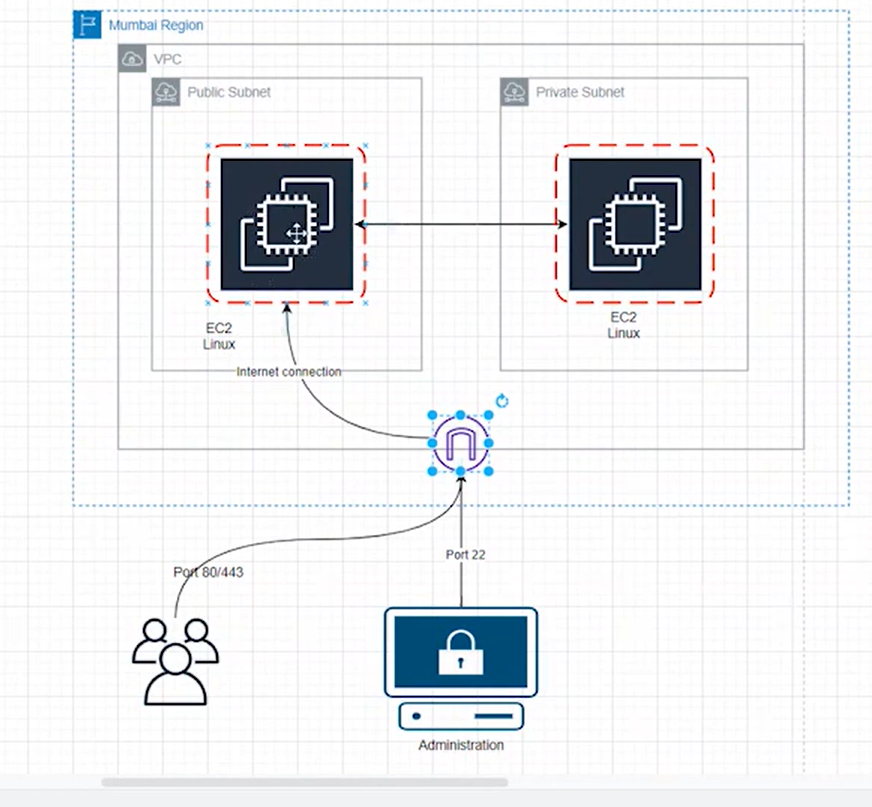 Mumbai Region
VPC
Public Subnet
Private Subnet
EC2
Linux
EC2
Linux
Internet connection
Port 22
Port 80/443
Administration